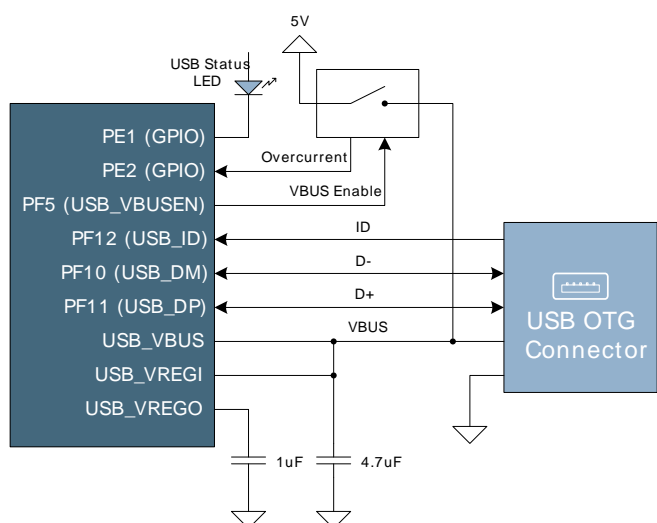 5V
USB Status
LED
PE1 (GPIO)
PE2 (GPIO)
Overcurrent
PF5 (USB_VBUSEN)
VBUS Enable
PF12 (USB_ID)
ID
PF10 (USB_DM)
D-
PF11 (USB_DP)
D+
USB_VBUS
VBUS
USB_VREGI
USB_VREGO
USB OTG
Connector
1uF
4.7uF